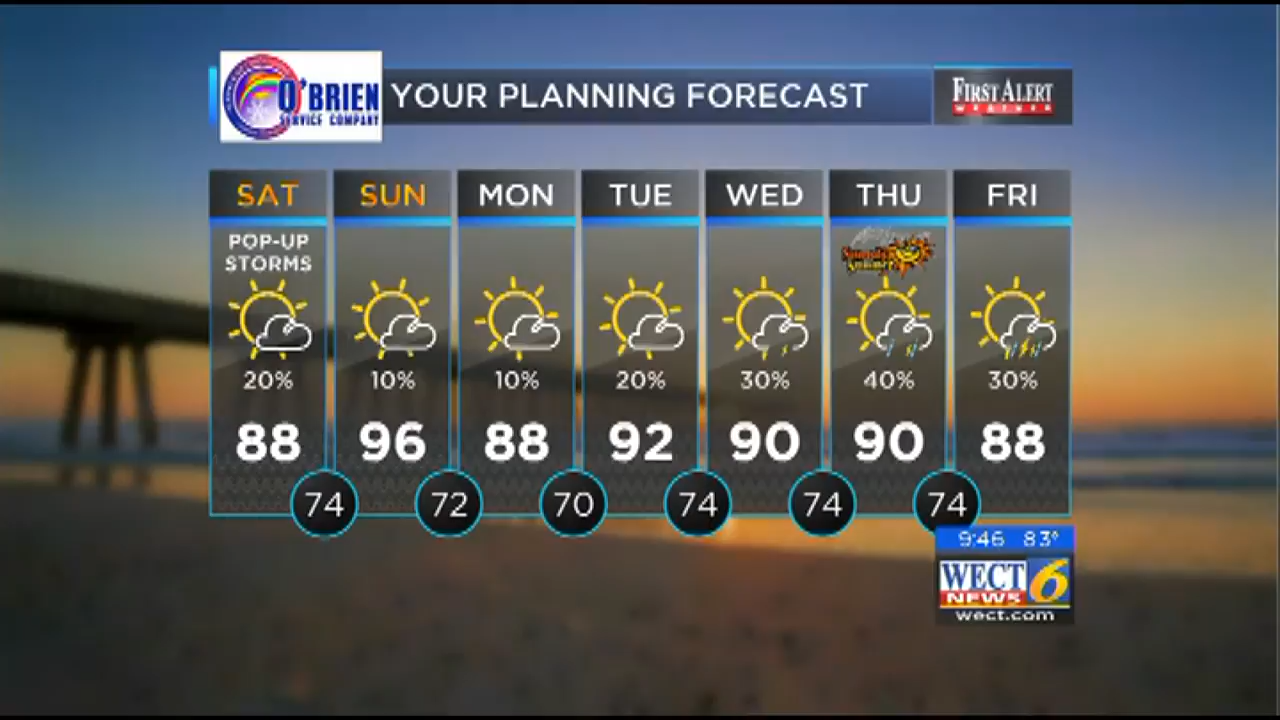 O'BRIEN
SERVICE COMPANY
YOUR PLANNING FORECAST
FIRST ALERT
WEATHER
SAT SUN MON TUE WED THU FRI
POP-UP
STORMS
20% 10% 10% 20% 30% 40% 30%
88 96 88 92 90 90 88
74 72 70 74 74 74
9:46 83°
WECT 6
NEWS
wect.com